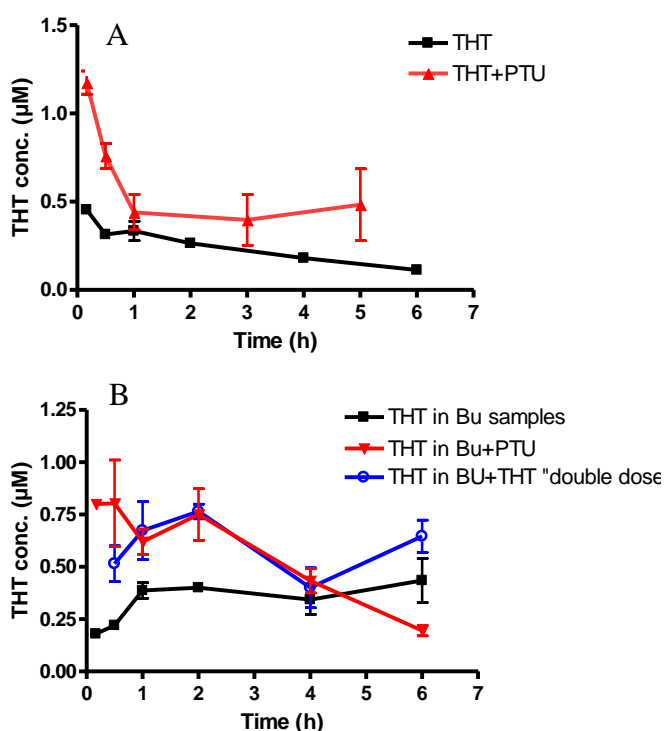 A
THT
THT+PTU
THT conc. (µM)
1.5
1.0
0.5
0.0
0 1 2 3 4 5 6 7
Time (h)
B
THT in Bu samples
THT in Bu+PTU
THT in BU+THT "double dose
THT conc. (µM)
1.25
1.00
0.75
0.50
0.25
0.00
0 1 2 3 4 5 6 7
Time (h)